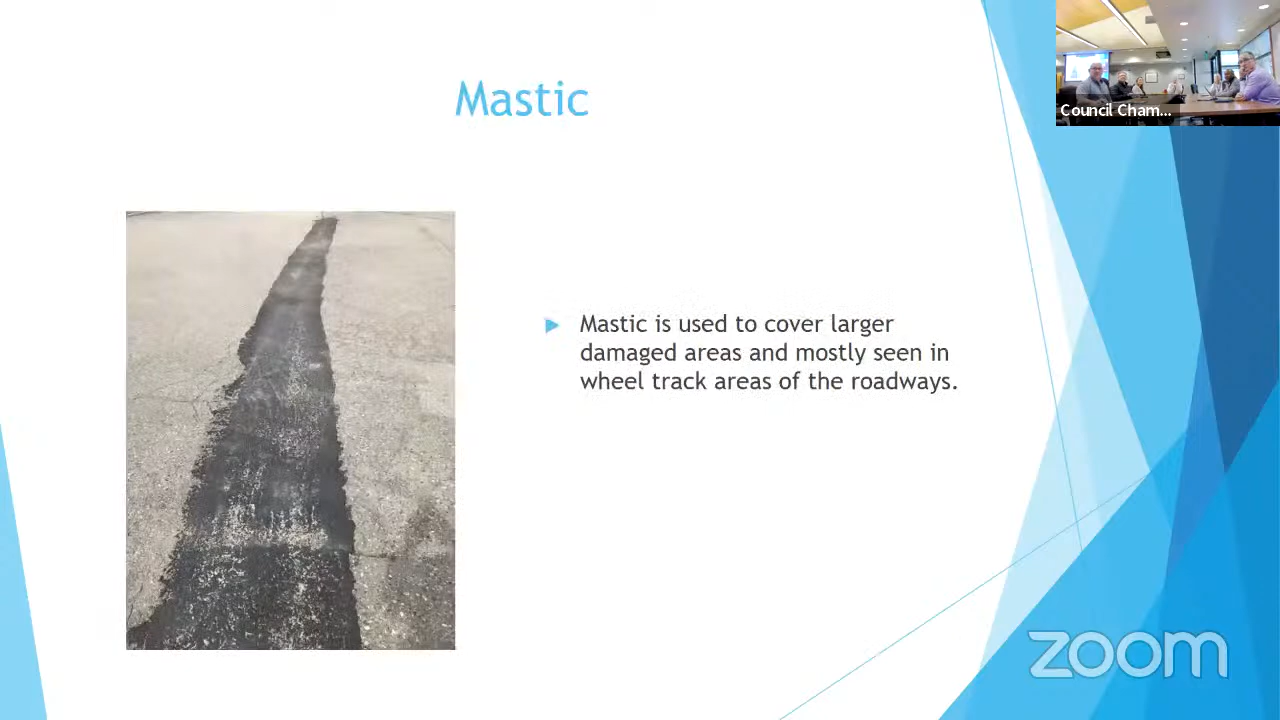 Mastic
Council Cham...
Mastic is used to cover larger
damaged areas and mostly seen in
wheel track areas of the roadways.
zoom